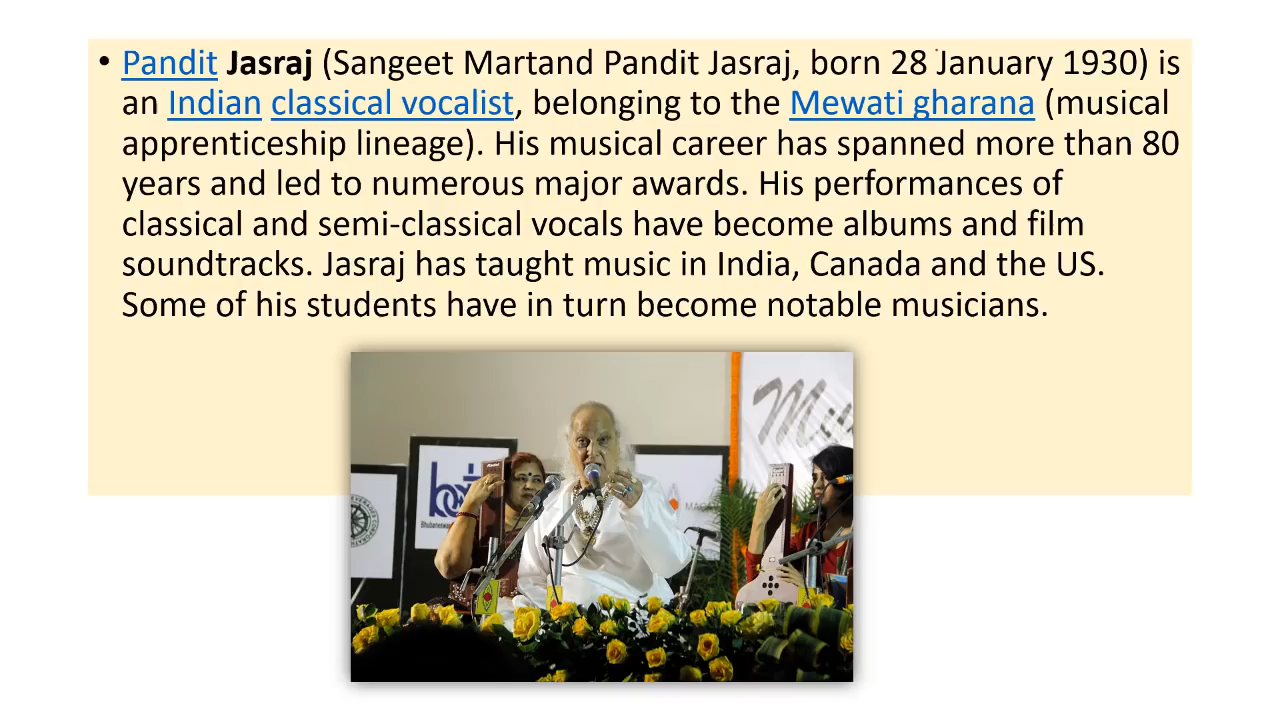 • Pandit Jasraj (Sangeet Martand Pandit Jasraj, born 28 January 1930) is
an Indian classical vocalist, belonging to the Mewati gharana (musical
apprenticeship lineage). His musical career has spanned more than 80
years and led to numerous major awards. His performances of
classical and semi-classical vocals have become albums and film
soundtracks. Jasraj has taught music in India, Canada and the US.
Some of his students have in turn become notable musicians.